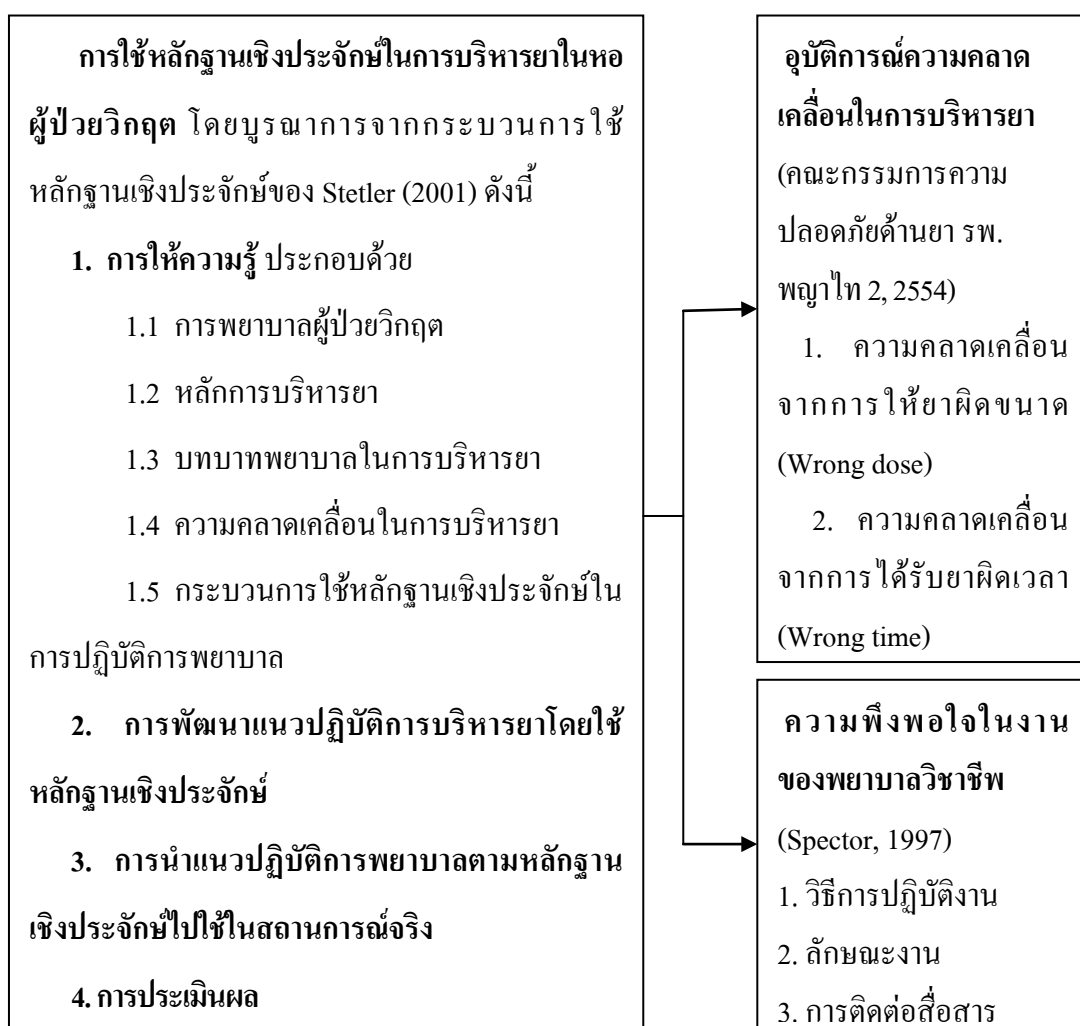 การใช้หลักฐานเชิงประจักษ์ในการบริหารยาในหอ
ผู้ป่วยวิกฤต โดยบูรณาการจากกระบวนการใช้
หลักฐานเชิงประจักษ์ของ Stetler (2001) ดังนี้
1. การให้ความรู้ ประกอบด้วย
1.1 การพยาบาลผู้ป่วยวิกฤต
1.2 หลักการบริหารยา
1.3 บทบาทพยาบาลในการบริหารยา
1.4 ความคลาดเคลื่อนในการบริหารยา
1.5 กระบวนการใช้หลักฐานเชิงประจักษ์ใน
การปฏิบัติการพยาบาล
2. การพัฒนาแนวปฏิบัติการบริหารยาโดยใช้
หลักฐานเชิงประจักษ์
3. การนำแนวปฏิบัติการพยาบาลตามหลักฐาน
เชิงประจักษ์ไปใช้ในสถานการณ์จริง
4. การประเมินผล
อุบัติการณ์ความคลาด
เคลื่อนในการบริหารยา
(คณะกรรมการความ
ปลอดภัยด้านยา รพ.
พญาไท 2, 2554)
1. ความคลาดเคลื่อน
จากการให้ยาผิดขนาด
(Wrong dose)
2. ความคลาดเคลื่อน
จากการได้รับยาผิดเวลา
(Wrong time)
ความพึงพอใจในงาน
ของพยาบาลวิชาชีพ
(Spector, 1997)
1. วิธีการปฏิบัติงาน
2. ลักษณะงาน
3. การติดต่อสื่อสาร